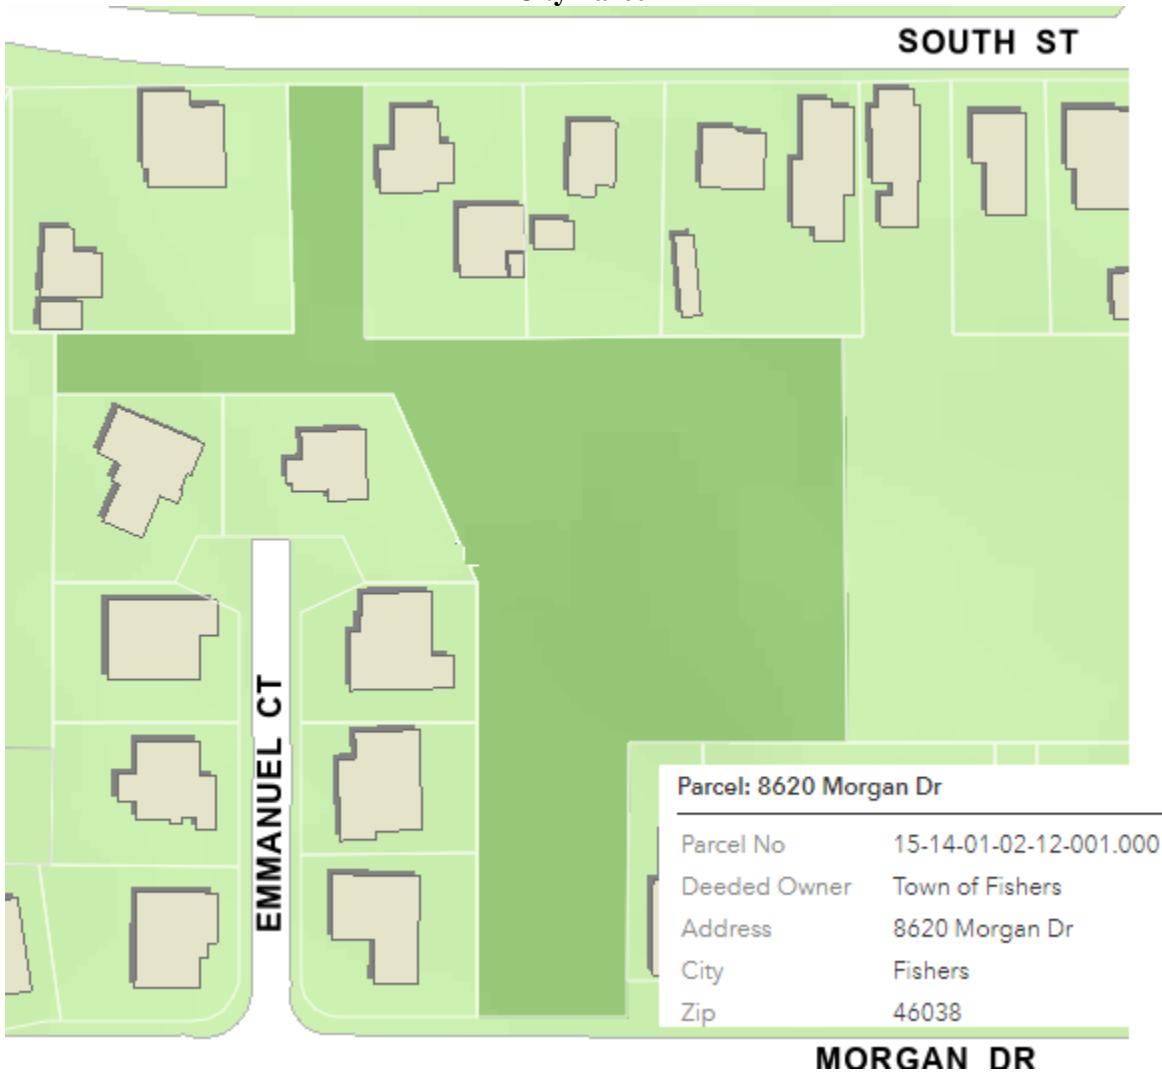 SOUTH ST
EMMANUEL CT
Parcel: 8620 Morgan Dr
Parcel No 15-14-01-02-12-001.000
Deeded Owner Town of Fishers
Address 8620 Morgan Dr
City Fishers
Zip 46038
MORGAN DR